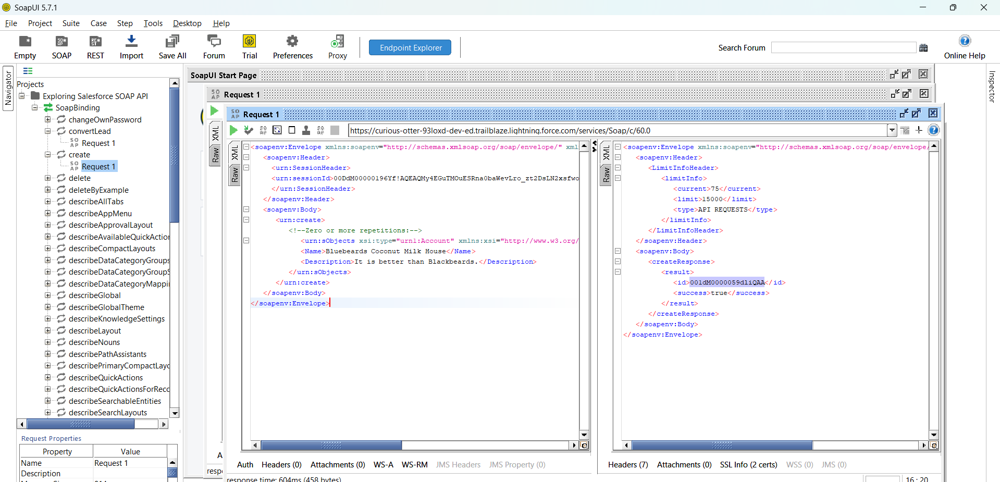 SoapUI 5.7.1
File Project Suite Case Step Tools Desktop Help
Empty SOAP REST Import Save All Forum Trial Preferences Proxy Endpoint Explorer Search Forum Online Help
Navigator
Inspector
Projects
Exploring Salesforce SOAP API
SoapBinding
changeOwnPassword
convertLead
Request 1
create
Request 1
delete
deleteByExample
describeAllTabs
describeAppMenu
describeApprovalLayout
describeAvailableQuickAction
describeCompactLayouts
describeDataCategoryGroups
describeDataCategoryGroupS
describeDataCategoryMappin
describeGlobal
describeGlobalTheme
describeKnowledgeSettings
describeLayout
describeNouns
describePathAssistants
describePrimaryCompactLayo
describeQuickActions
describeQuickActionsForReco
describeSearchableEntities
describeSearchLayouts
Request Properties
Property Value
Name Request 1
Description
SoapUI Start Page
SO AP Request 1
XML
Raw
SO AP Request 1
https://curious-otter-93loxd-dev-ed.trailblaze.lightning.force.com/services/Soap/c/60.0
XML
Raw
<soapenv:Envelope xmlns:soapenv="http://schemas.xmlsoap.org/soap/envelope/" xml
<soapenv:Header>
<urn:SessionHeader>
<urn:sessionId>00DdM00000196Yf!AQEAQMy4EGuTMOuESRna0baWevLro_zt2DsLN2xsfwo
</urn:SessionHeader>
</soapenv:Header>
<soapenv:Body>
<urn:create>
<!--Zero or more repetitions:-->
<urn:sObjects xsi:type="urn1:Account" xmlns:xsi="http://www.w3.org/
<Name>Bluebeards Coconut Milk House</Name>
<Description>It is better than Blackbeards.</Description>
</urn:sObjects>
</urn:create>
</soapenv:Body>
</soapenv:Envelope>
XML
Raw
<soapenv:Envelope xmlns:soapenv="http://schemas.xmlsoap.org/soap/envelope/
<soapenv:Header>
<LimitInfoHeader>
<limitInfo>
<current>75</current>
<limit>15000</limit>
<type>API REQUESTS</type>
</limitInfo>
</LimitInfoHeader>
</soapenv:Header>
<soapenv:Body>
<createResponse>
<result>
<id>001dM0000059dliQAA</id>
<success>true</success>
</result>
</createResponse>
</soapenv:Body>
</soapenv:Envelope>
A
respo
Auth Headers (0) Attachments (0) WS-A WS-RM JMS Headers JMS Property (0)
Headers (7) Attachments (0) SSL Info (2 certs) WSS (0) JMS (0)
response time: 604ms (458 bytes)
16 : 20